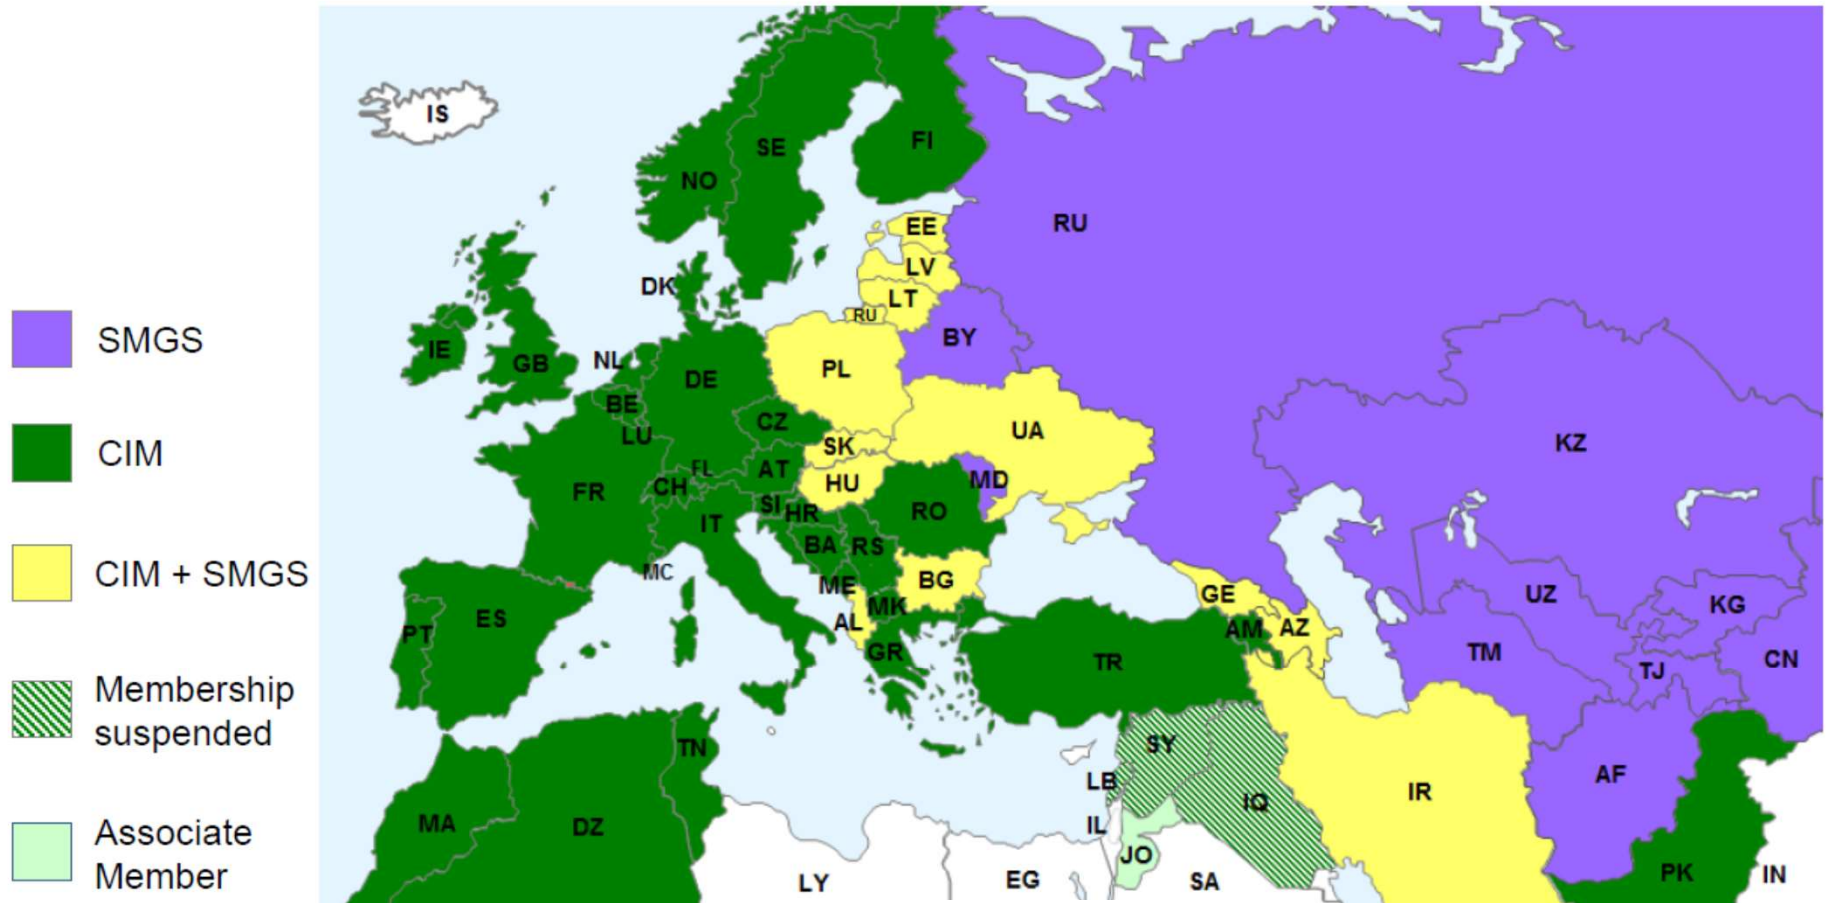 SMGS
CIM
CIM + SMGS
Membership
suspended
Associate
Member
IS
FI
SE
NO
RU
EE
LV
DK
LT
RU
BY
IE
NL
GB
PL
DE
BE
CZ
UA
LU
SK
KZ
FL
AT
MD
CH
HU
FR
SI
HR
RO
IT
BA
RS
MC
BG
ME
GE
UZ
MK
KG
ES
AL
PT
AM
AZ
GR
TR
TM
CN
TJ
TN
SY
LB
AF
IR
IQ
MA
DZ
IL
JO
PK
IN
LY
EG
SA